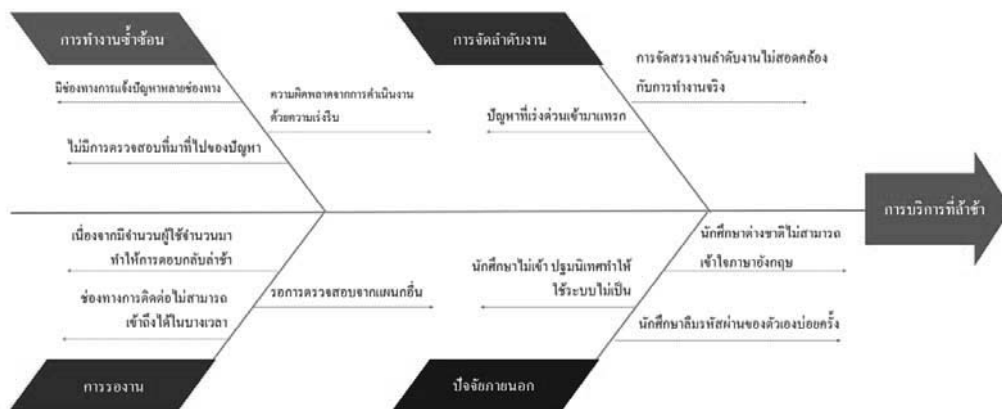 การทำงานซ้ำซ้อน
มีช่องทางการแจ้งปัญหาหลายช่องทาง
ความผิดพลาดจากการดำเนินงาน
ด้วยความเร่งรีบ
ไม่มีการตรวจสอบที่มาที่ไปของปัญหา
การจัดลำดับงาน
การจัดสรรงานลำดับงานไม่สอดคล้อง
กับการทำงานจริง
ปัญหาที่เร่งด่วนเข้ามาแทรก
การบริการที่ล้าช้า
เนื่องจากมีจำนวนผู้ใช้จำนวนมา
ทำให้การตอบกลับล่าช้า
รอการตรวจสอบจากแผนกอื่น
ช่องทางการติดต่อไม่สามารถ
เข้าถึงได้ในบางเวลา
การรองาน
นักศึกษาต่างชาติไม่สามารถ
เข้าใจภาษาอังกฤษ
นักศึกษาไม่เข้า ปฐมนิเทศทำให้
ใช้ระบบไม่เป็น
นักศึกษาลืมรหัสผ่านของตัวเองบ่อยครั้ง
ปัจจัยภายนอก